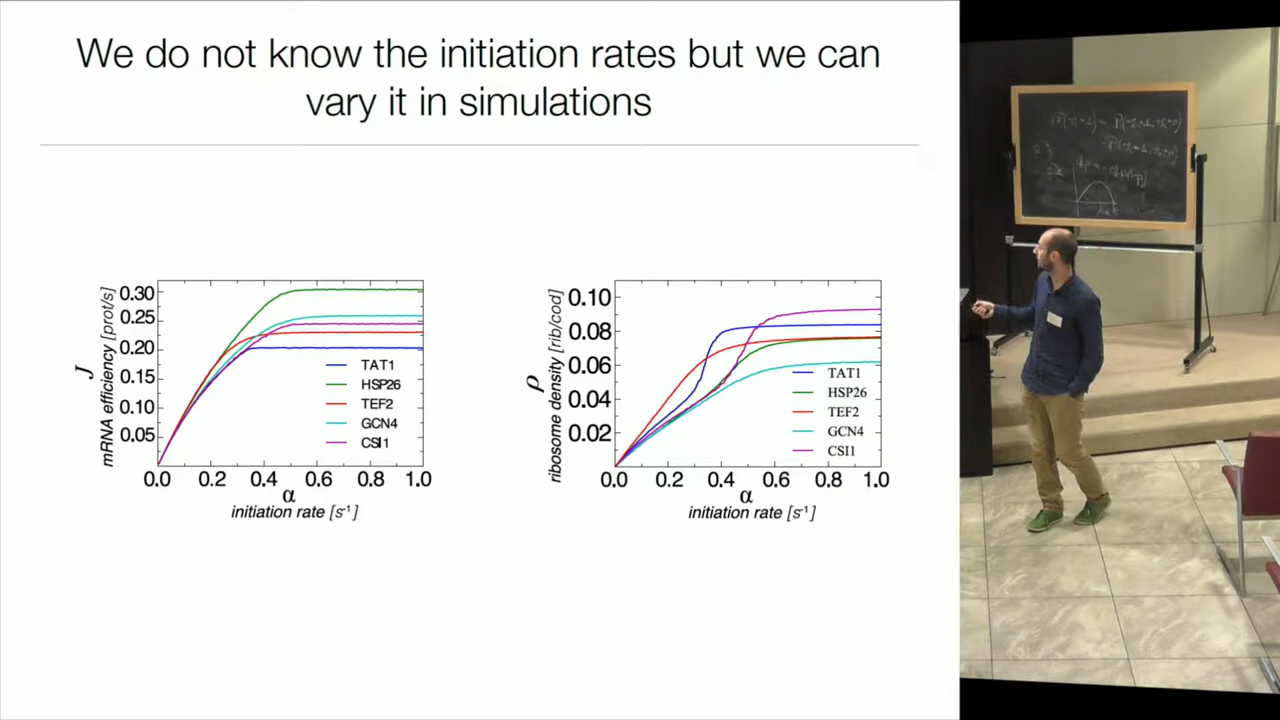 We do not know the initiation rates but we can
vary it in simulations
J
mRNA efficiency [prot/s]
0.30
0.25
0.20
0.15
0.10
0.05
TAT1
HSP26
TEF2
GCN4
CSI1
0.0 0.2 0.4 0.6 0.8 1.0
α
initiation rate [s⁻¹]
ρ
ribosome density [rib/cod]
0.10
0.08
0.06
0.04
0.02
TAT1
HSP26
TEF2
GCN4
CSI1
0.0 0.2 0.4 0.6 0.8 1.0
α
initiation rate [s⁻¹]